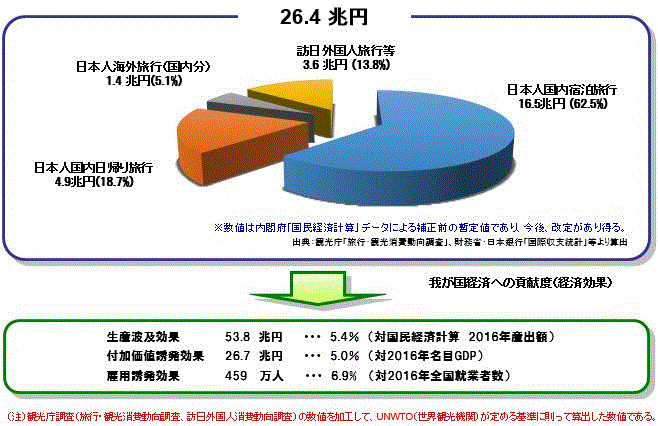 26.4 兆円
訪日外国人旅行等
3.6 兆円 (13.8%)
日本人海外旅行(国内分)
1.4 兆円(5.1%)
日本人国内宿泊旅行
16.5兆円 (62.5%)
日本人国内日帰り旅行
4.9兆円(18.7%)
※数値は内閣府「国民経済計算」データによる補正前の暫定値であり、今後、改定があり得る。
出典:観光庁「旅行・観光消費動向調査」、財務省・日本銀行「国際収支統計」等より算出
我が国経済への貢献度(経済効果)
生産波及効果 53.8 兆円 ・・・ 5.4% (対国民経済計算 2016年産出額)
付加価値誘発効果 26.7 兆円 ・・・ 5.0% (対2016年名目GDP)
雇用誘発効果 459 万人 ・・・ 6.9% (対2016年全国就業者数)
(注)観光庁調査(旅行・観光消費動向調査、訪日外国人消費動向調査)の数値を加工して、UNWTO(世界観光機関)が定める基準に則って算出した数値である。